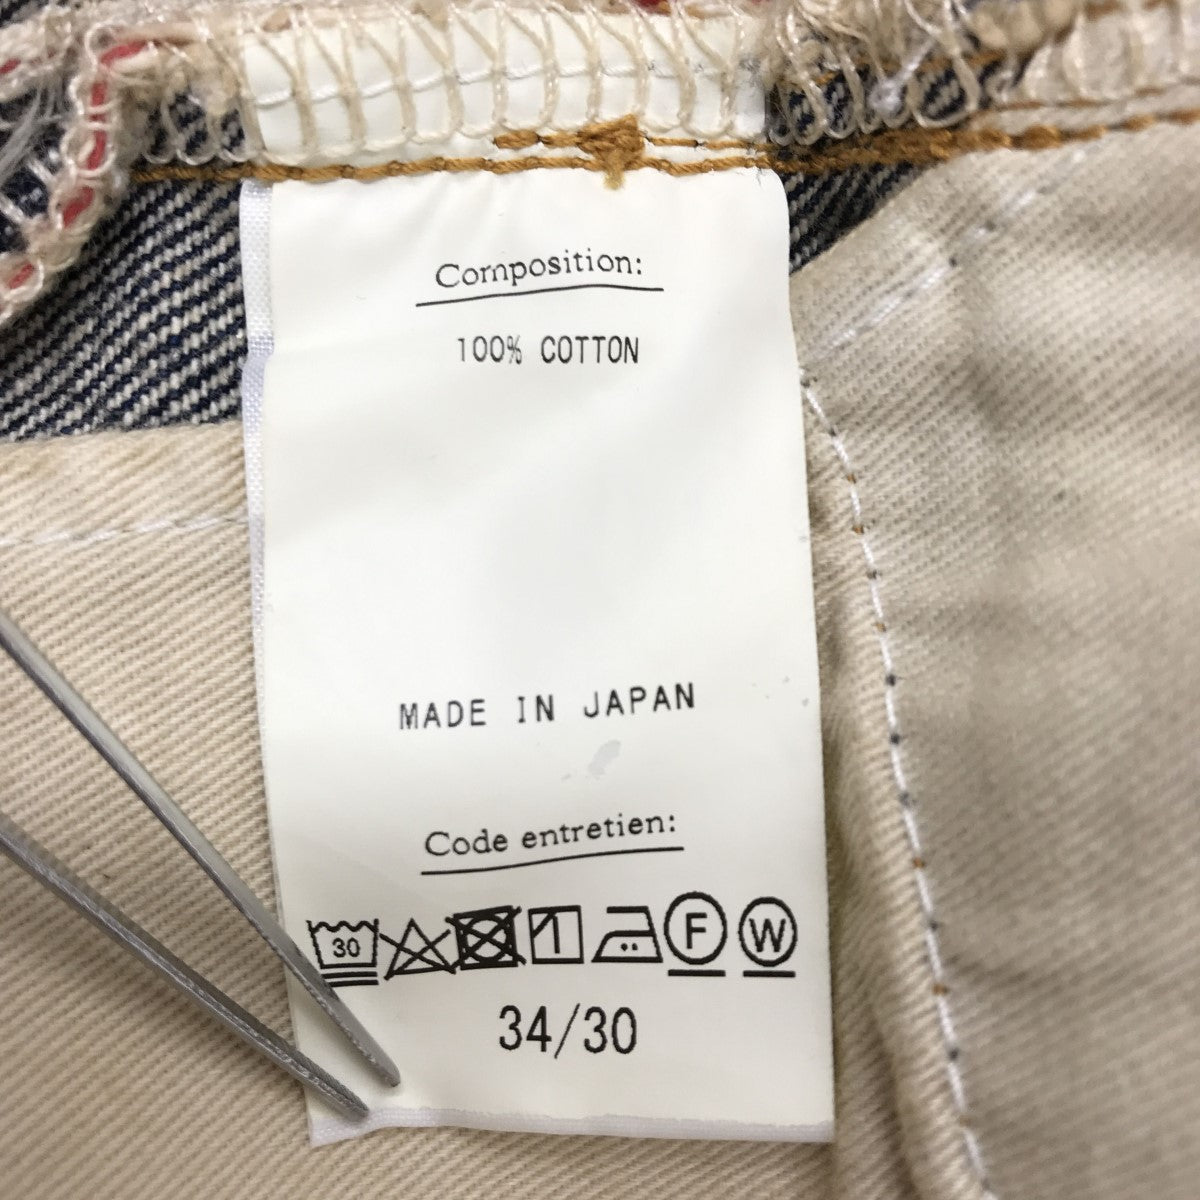 Composition:
100% COTTON
MADE IN JAPAN
Code entretien:
30 F W
34/30